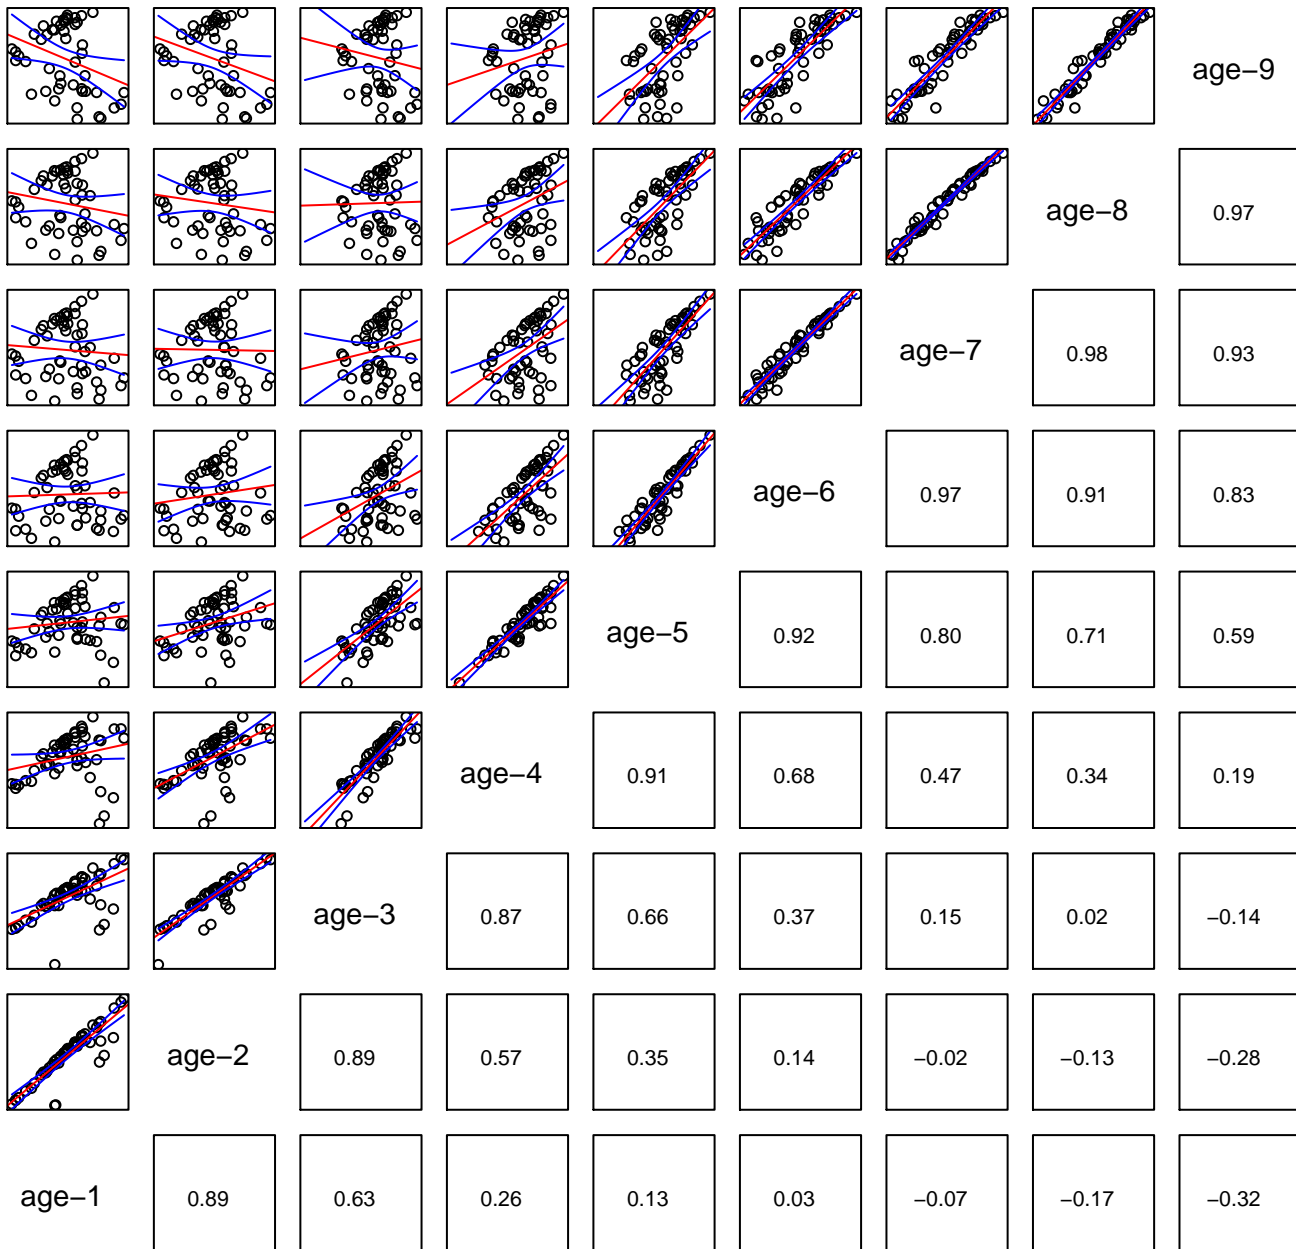 age−9
age−8 0.97
age−7 0.98 0.93
age−6 0.97 0.91 0.83
age−5 0.92 0.80 0.71 0.59
age−4 0.91 0.68 0.47 0.34 0.19
age−3 0.87 0.66 0.37 0.15 0.02 −0.14
age−2 0.89 0.57 0.35 0.14 −0.02 −0.13 −0.28
age−1 0.89 0.63 0.26 0.13 0.03 −0.07 −0.17 −0.32